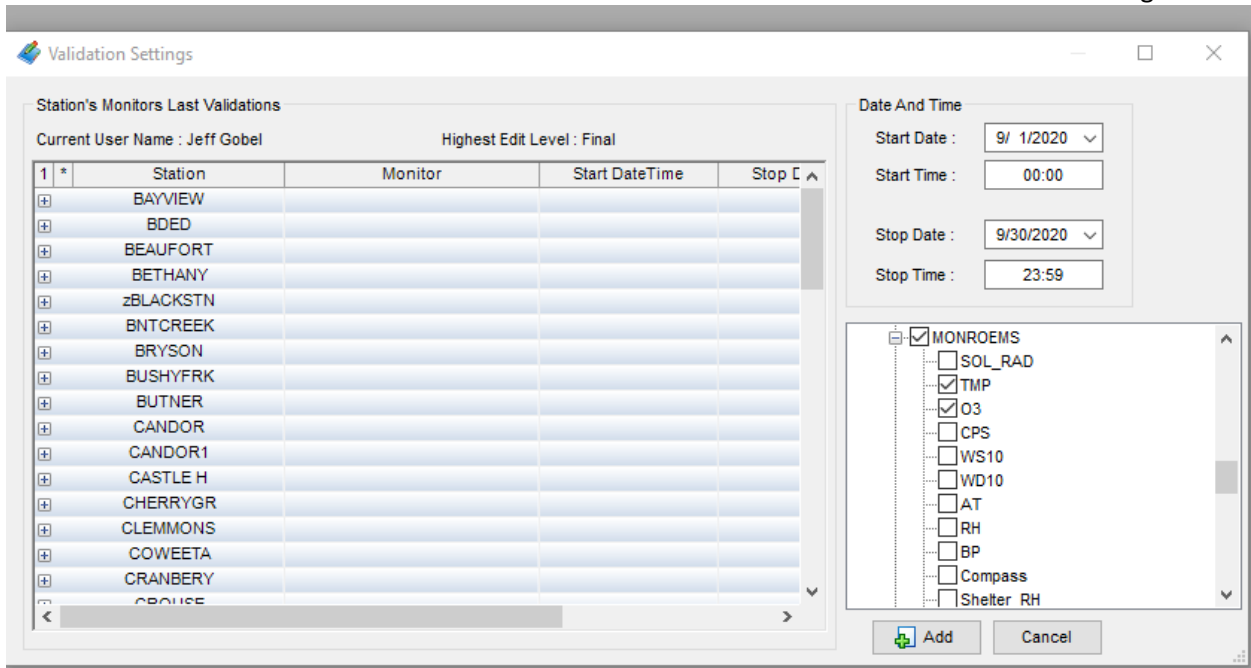 Validation Settings
Station's Monitors Last Validations
Current User Name : Jeff Gobel Highest Edit Level : Final
1 * Station Monitor Start DateTime Stop D
BAYVIEW
BDED
BEAUFORT
BETHANY
zBLACKSTN
BNTCREEK
BRYSON
BUSHYFRK
BUTNER
CANDOR
CANDOR1
CASTLE H
CHERRYGR
CLEMMONS
COWEETA
CRANBERY
CROUSE
Date And Time
Start Date : 9/ 1/2020
Start Time : 00:00
Stop Date : 9/30/2020
Stop Time : 23:59
MONROEMS
SOL_RAD
TMP
O3
CPS
WS10
WD10
AT
RH
BP
Compass
Shelter_RH
Add Cancel